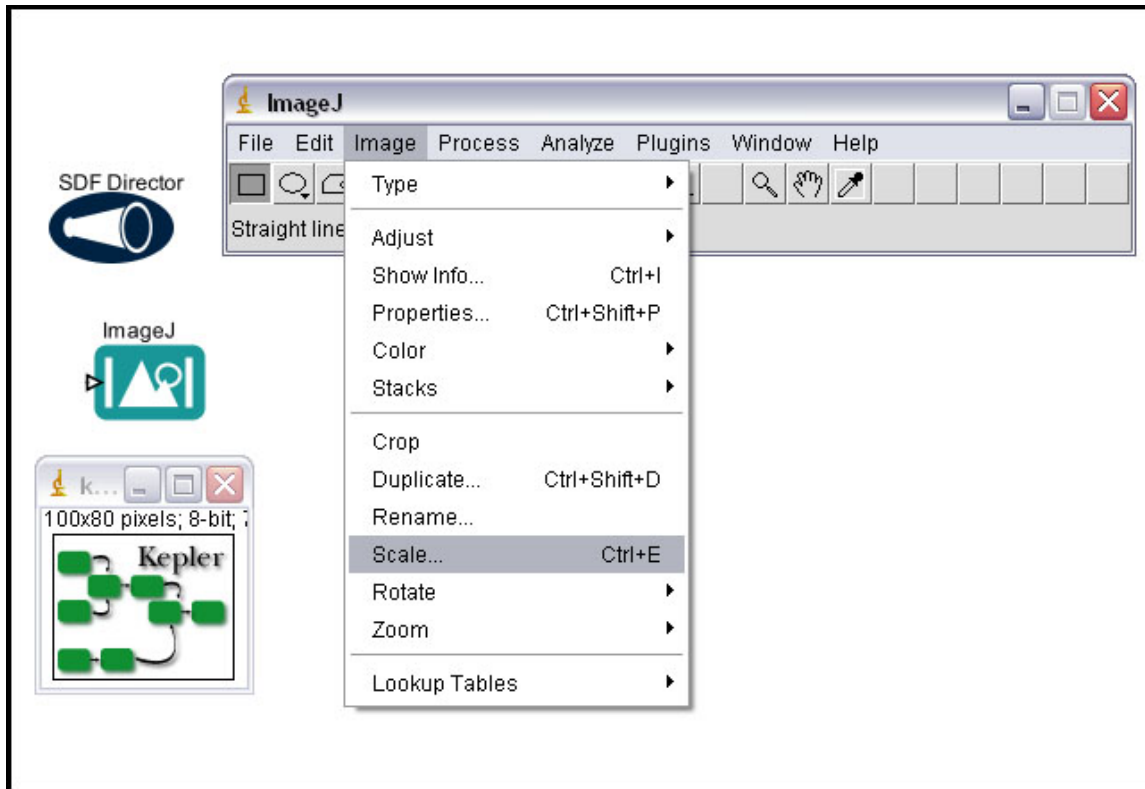 ImageJ
File Edit Image Process Analyze Plugins Window Help
Straight line
Type
Adjust
Show Info... Ctrl+I
Properties... Ctrl+Shift+P
Color
Stacks
Crop
Duplicate... Ctrl+Shift+D
Rename...
Scale... Ctrl+E
Rotate
Zoom
Lookup Tables
SDF Director
ImageJ
k...
100x80 pixels; 8-bit;
Kepler